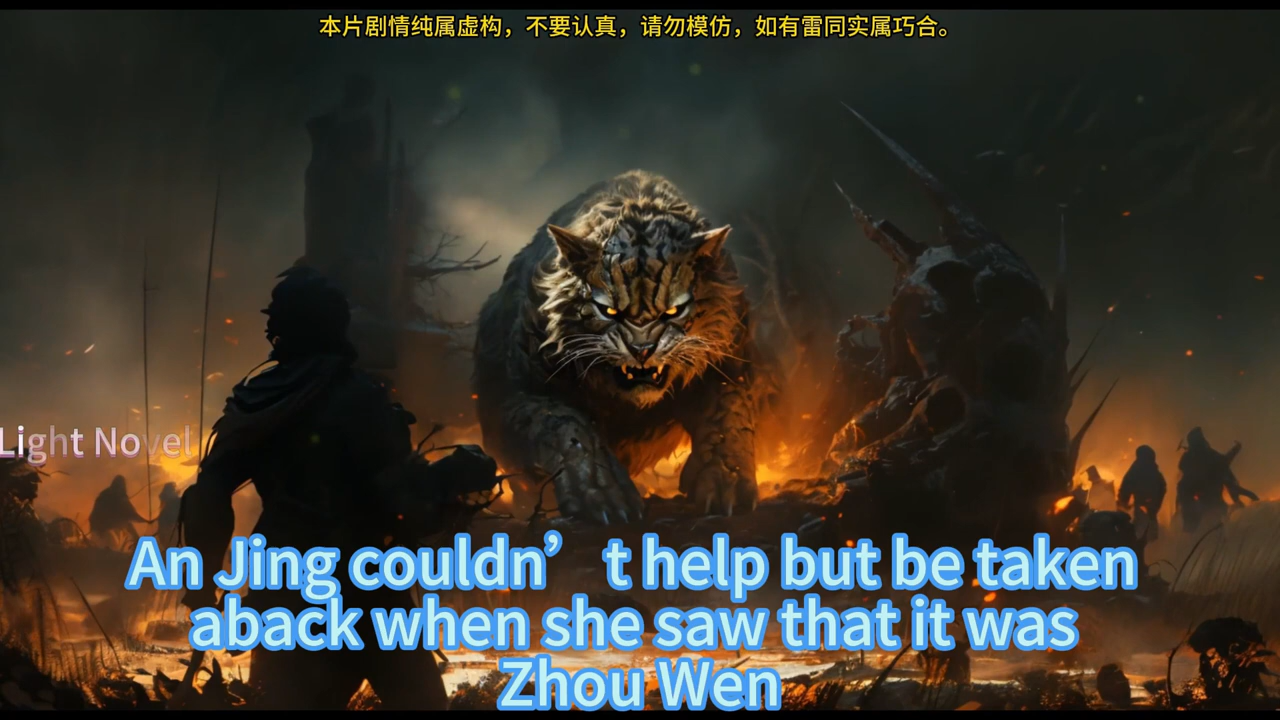 本片剧情纯属虚构，不要认真，请勿模仿，如有雷同实属巧合。
Light Novel
An Jing couldn’t help but be taken
aback when she saw that it was
Zhou Wen